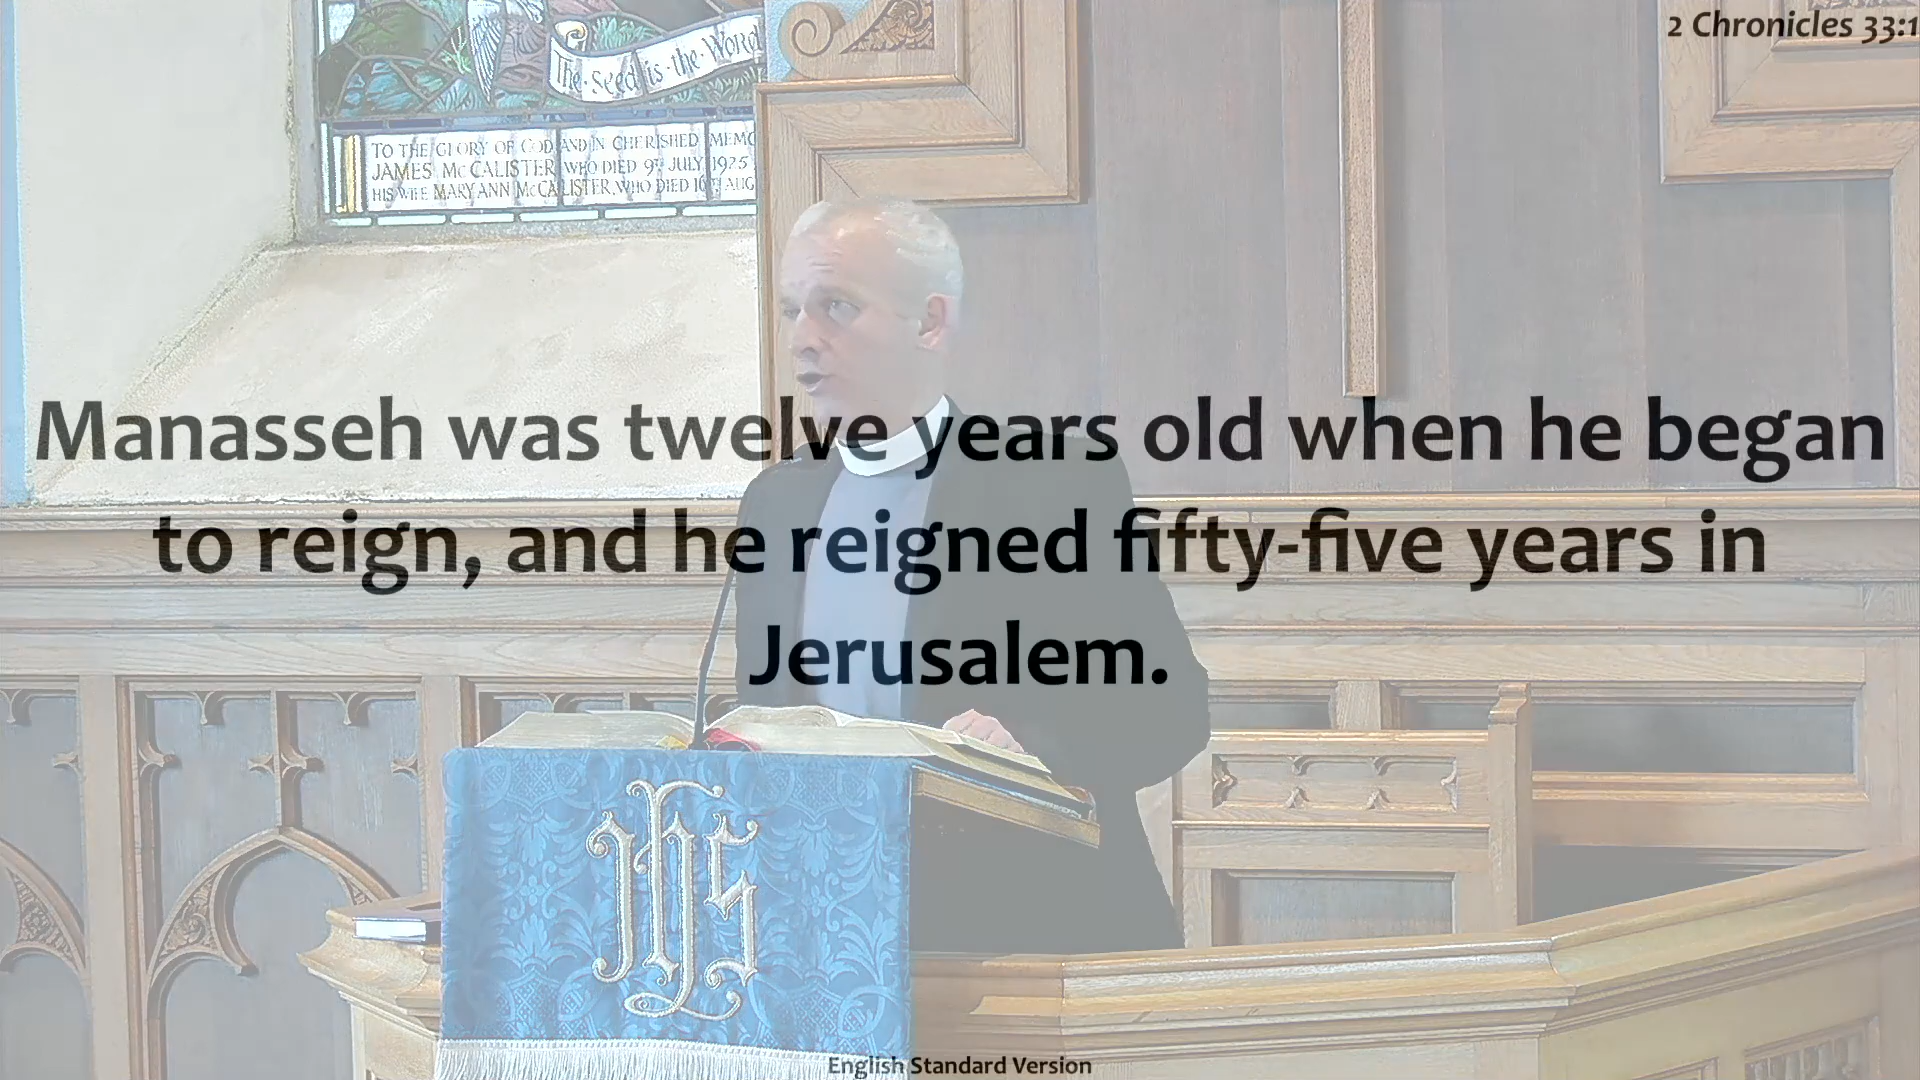 2 Chronicles 33:1
The · seed · is · the · Word
TO THE GLORY OF GOD AND IN CHERISHED MEMO
JAMES McCALISTER, WHO DIED 9TH JULY 1925
HIS WIFE MARY ANN McCALISTER, WHO DIED 16TH AUG
Manasseh was twelve years old when he began
to reign, and he reigned fifty-five years in
Jerusalem.
IHS
English Standard Version